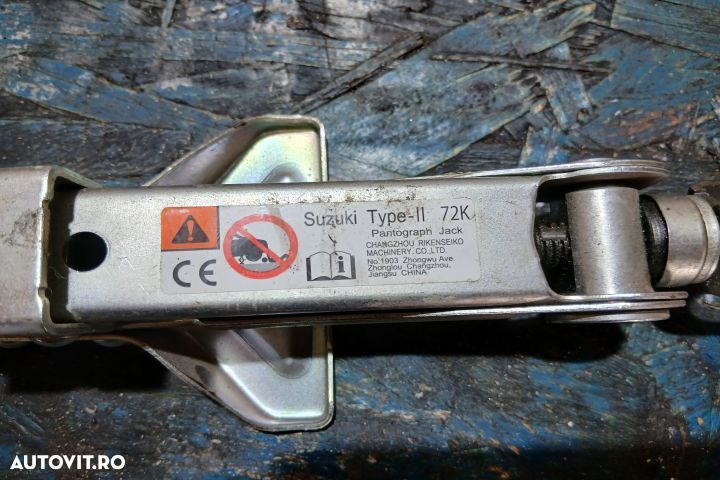 Suzuki Type-II 72K
Pantograph Jack
CHANGZHOU RIKENSEIKO
MACHINERY.CO.,LTD.
No.1903 Zhongwu Ave.
Zhonglou Changzhou,
Jiangsu CHINA
CE
AUTOVIT.RO